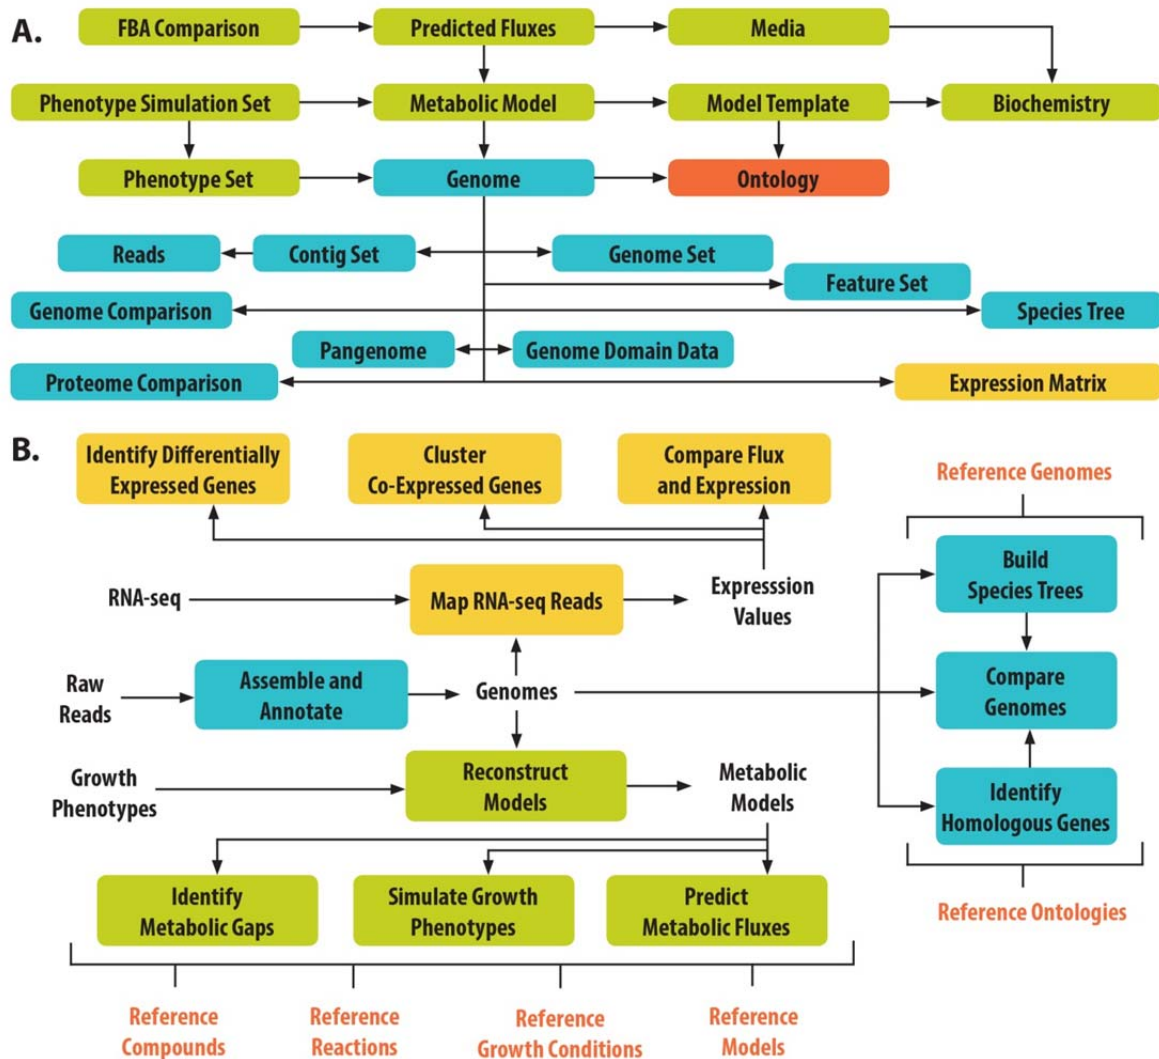 A.
FBA Comparison
Predicted Fluxes
Media
Phenotype Simulation Set
Metabolic Model
Model Template
Biochemistry
Phenotype Set
Genome
Ontology
Reads
Contig Set
Genome Set
Feature Set
Genome Comparison
Species Tree
Pangenome
Genome Domain Data
Proteome Comparison
Expression Matrix
B.
Identify Differentially
Expressed Genes
Cluster
Co-Expressed Genes
Compare Flux
and Expression
Reference Genomes
RNA-seq
Map RNA-seq Reads
Expresssion
Values
Build
Species Trees
Raw
Reads
Assemble and
Annotate
Genomes
Compare
Genomes
Growth
Phenotypes
Reconstruct
Models
Metabolic
Models
Identify
Homologous Genes
Identify
Metabolic Gaps
Simulate Growth
Phenotypes
Predict
Metabolic Fluxes
Reference Ontologies
Reference
Compounds
Reference
Reactions
Reference
Growth Conditions
Reference
Models